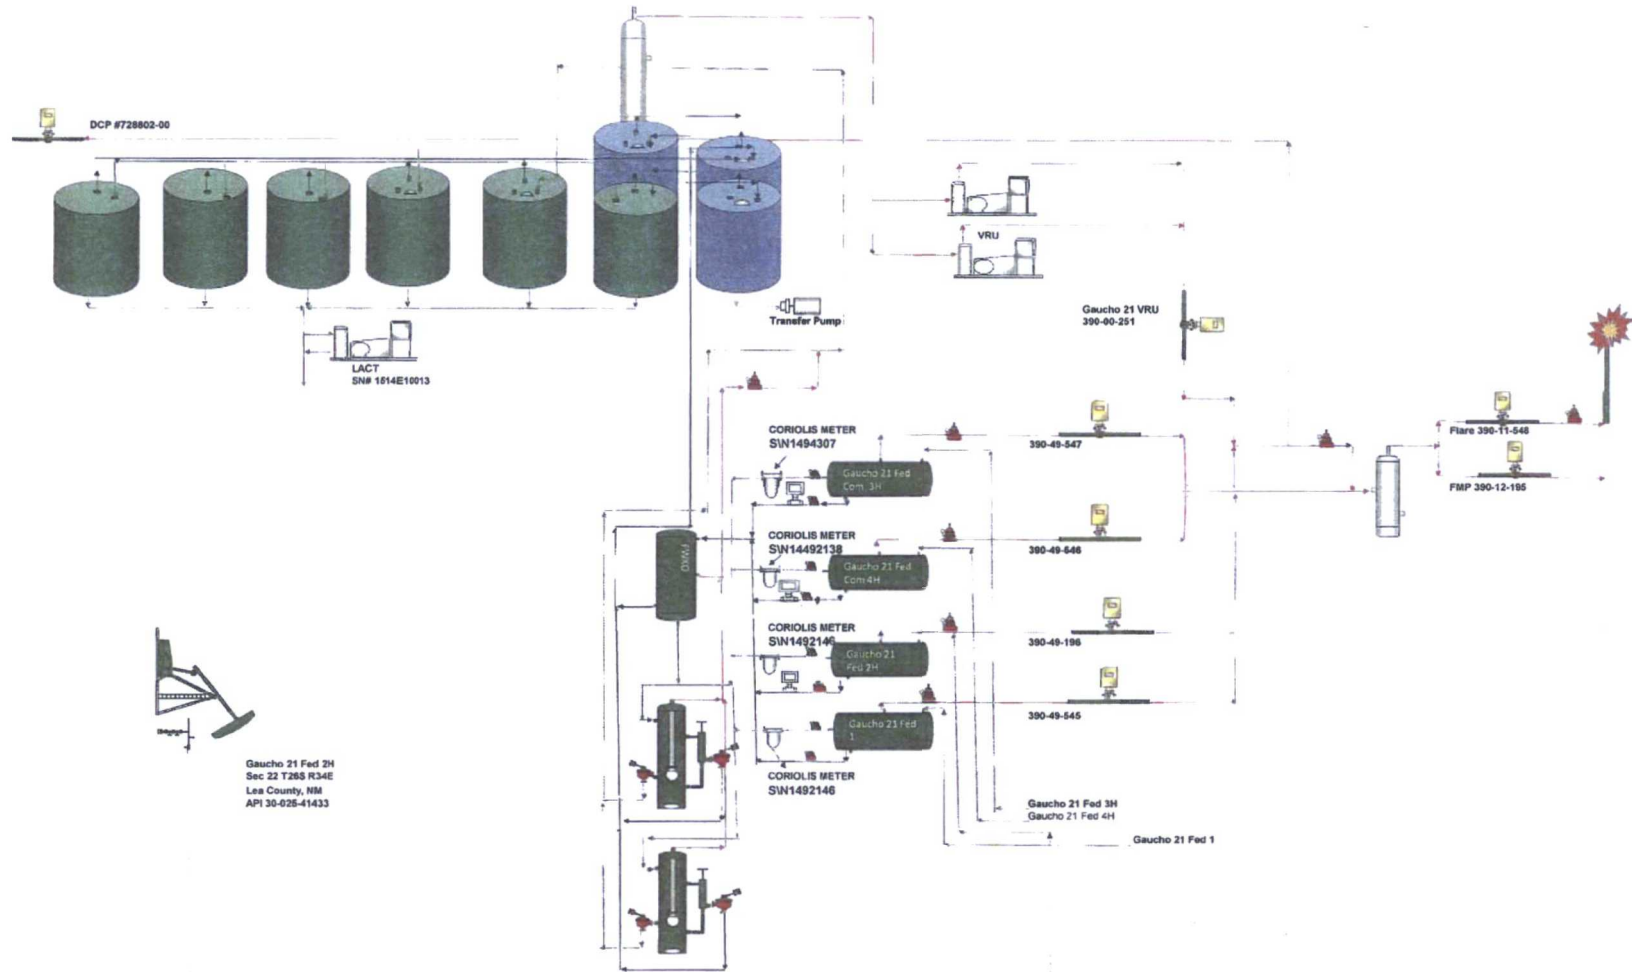 DCP #728802-00
VRU
Gaucho 21 VRU
390-00-251
Transfer Pump
LACT
SN# 1514E10013
CORIOLIS METER
S\N1494307
Gaucho 21 Fed
Com. 3H
390-49-547
Flare 390-11-548
FMP 390-12-195
CORIOLIS METER
S\N14492138
Gaucho 21 Fed
Com 4H
390-49-546
FWKO
CORIOLIS METER
S\N1492146
Gaucho 21
Fed 2H
390-49-196
Gaucho 21 Fed
1
390-49-545
CORIOLIS METER
S\N1492146
Gaucho 21 Fed 2H
Sec 22 T26S R34E
Lea County, NM
API 30-025-41433
Gaucho 21 Fed 3H
Gaucho 21 Fed 4H
Gaucho 21 Fed 1